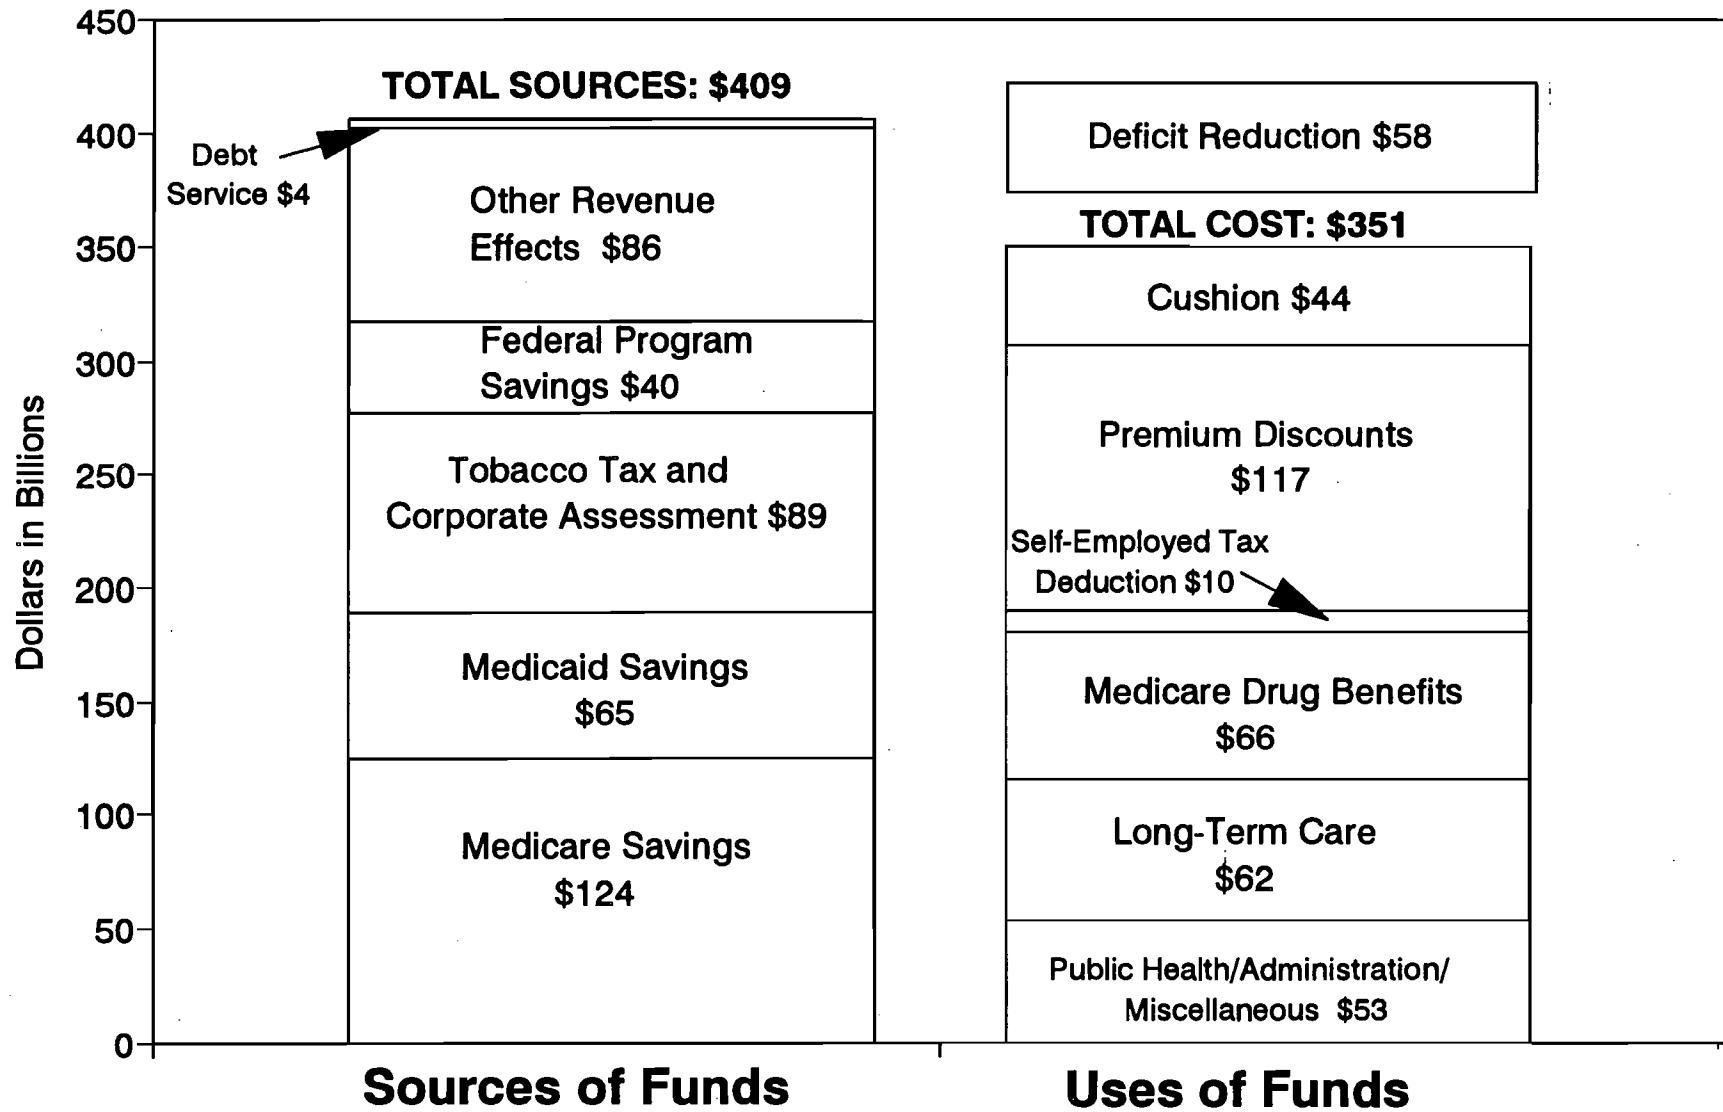 Dollars in Billions
450
400
350
300
250
200
150
100
50
0
TOTAL SOURCES: $409
Debt
Service $4
Other Revenue
Effects $86
Federal Program
Savings $40
Tobacco Tax and
Corporate Assessment $89
Medicaid Savings
$65
Medicare Savings
$124
Sources of Funds
Deficit Reduction $58
TOTAL COST: $351
Cushion $44
Premium Discounts
$117
Self-Employed Tax
Deduction $10
Medicare Drug Benefits
$66
Long-Term Care
$62
Public Health/Administration/
Miscellaneous $53
Uses of Funds